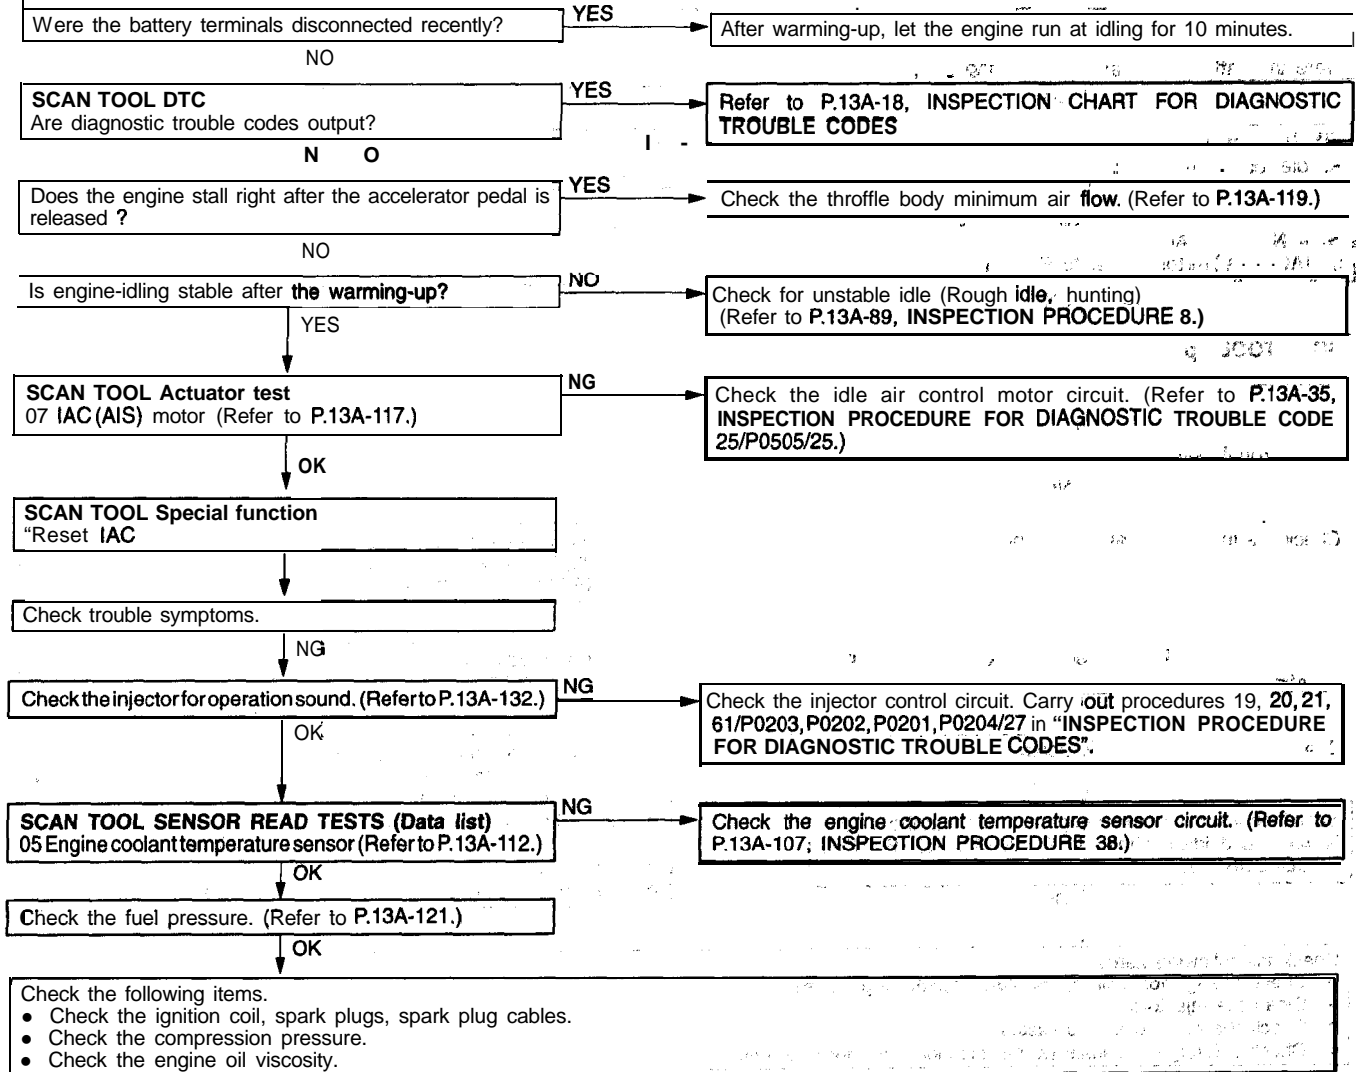 Were the battery terminals disconnected recently?
YES
After warming-up, let the engine run at idling for 10 minutes.
NO
SCAN TOOL DTC
Are diagnostic trouble codes output?
YES
Refer to P.13A-18, INSPECTION CHART FOR DIAGNOSTIC
TROUBLE CODES
N O
Does the engine stall right after the accelerator pedal is
released ?
YES
Check the throffle body minimum air flow. (Refer to P.13A-119.)
NO
Is engine-idling stable after the warming-up?
NO
Check for unstable idle (Rough idle, hunting)
(Refer to P.13A-89, INSPECTION PROCEDURE 8.)
YES
SCAN TOOL Actuator test
07 IAC (AIS) motor (Refer to P.13A-117.)
NG
Check the idle air control motor circuit. (Refer to P.13A-35,
INSPECTION PROCEDURE FOR DIAGNOSTIC TROUBLE CODE
25/P0505/25.)
OK
SCAN TOOL Special function
“Reset IAC
Check trouble symptoms.
NG
Check the injector for operation sound. (Refer to P.13A-132.)
NG
Check the injector control circuit. Carry out procedures 19, 20, 21,
61/P0203, P0202, P0201, P0204/27 in “INSPECTION PROCEDURE
FOR DIAGNOSTIC TROUBLE CODES”.
OK
SCAN TOOL SENSOR READ TESTS (Data list)
05 Engine coolant temperature sensor (Refer to P.13A-112.)
NG
Check the engine coolant temperature sensor circuit. (Refer to
P.13A-107; INSPECTION PROCEDURE 38.)
OK
Check the fuel pressure. (Refer to P.13A-121.)
OK
Check the following items.
● Check the ignition coil, spark plugs, spark plug cables.
● Check the compression pressure.
● Check the engine oil viscosity.